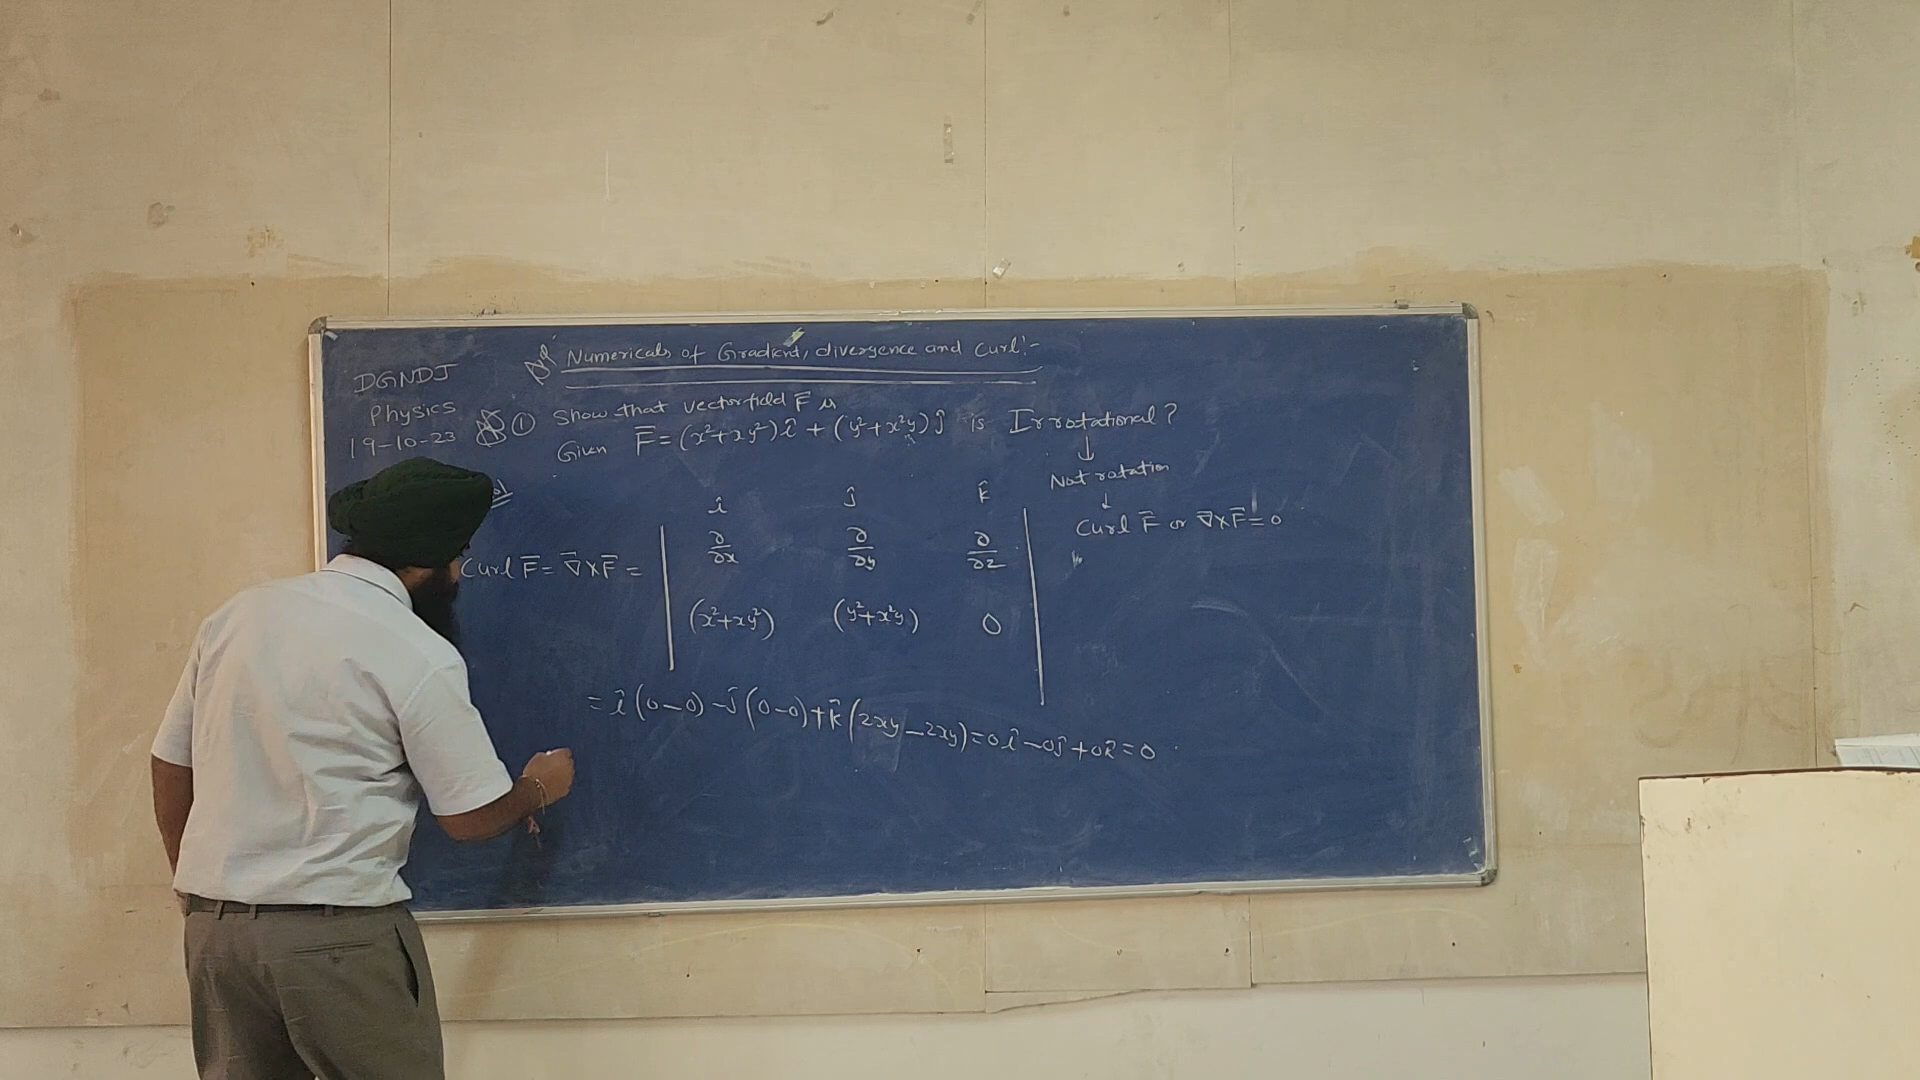 DGNDJ
Physics
19-10-23
Numericals of Gradient, divergence and Curl:-
① Show that vector field F̅ is
Given F̅ = (x²+xy²)î + (y²+x²y)ĵ is Irrotational?
↓
Not rotation
↓
Curl F̅ or ∇̅×F̅ = 0
î ĵ k̂
∂/∂x ∂/∂y ∂/∂z
Curl F̅ = ∇̅×F̅ =
(x²+xy²) (y²+x²y) 0
= î(0-0) -ĵ(0-0) + k̂(2xy-2xy) = 0î - 0ĵ + 0k̂ = 0